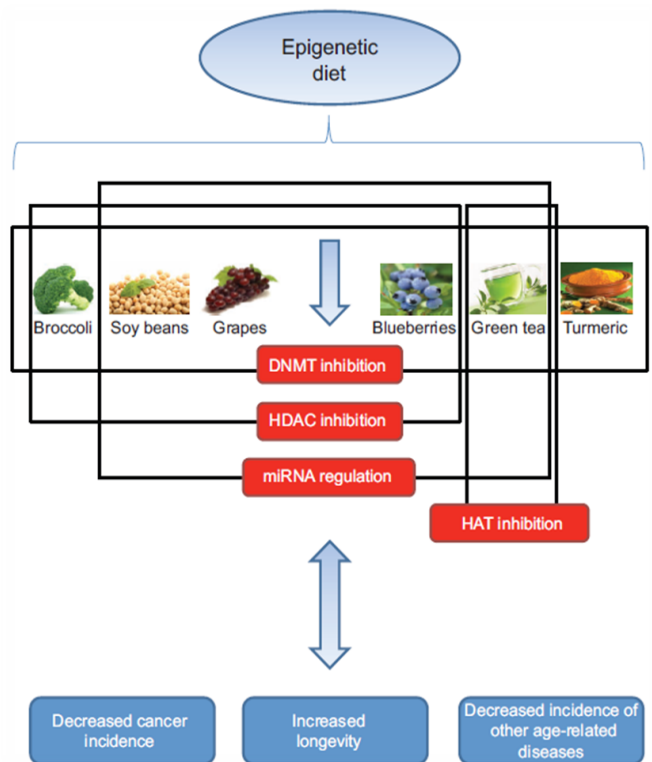 Epigenetic
diet
Broccoli
Soy beans
Grapes
Blueberries
Green tea
Turmeric
DNMT inhibition
HDAC inhibition
miRNA regulation
HAT inhibition
Decreased cancer
incidence
Increased
longevity
Decreased incidence of
other age-related
diseases